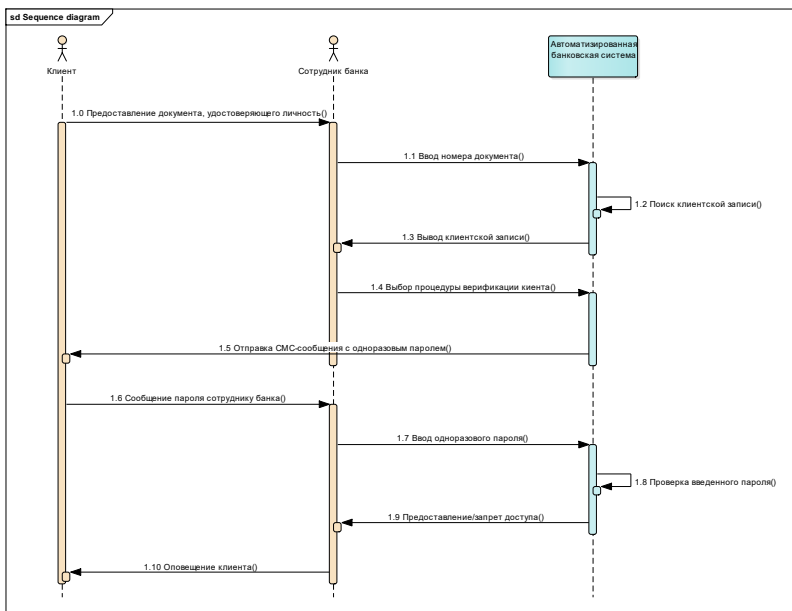 sd Sequence diagram
Клиент
Сотрудник банка
Автоматизированная
банковская система
1.0 Предоставление документа, удостоверяющего личность()
1.1 Ввод номера документа()
1.2 Поиск клиентской записи()
1.3 Вывод клиентской записи()
1.4 Выбор процедуры верификации киента()
1.5 Отправка СМС-сообщения с одноразовым паролем()
1.6 Сообщение пароля сотруднику банка()
1.7 Ввод одноразового пароля()
1.8 Проверка введенного пароля()
1.9 Предоставление/запрет доступа()
1.10 Оповещение клиента()